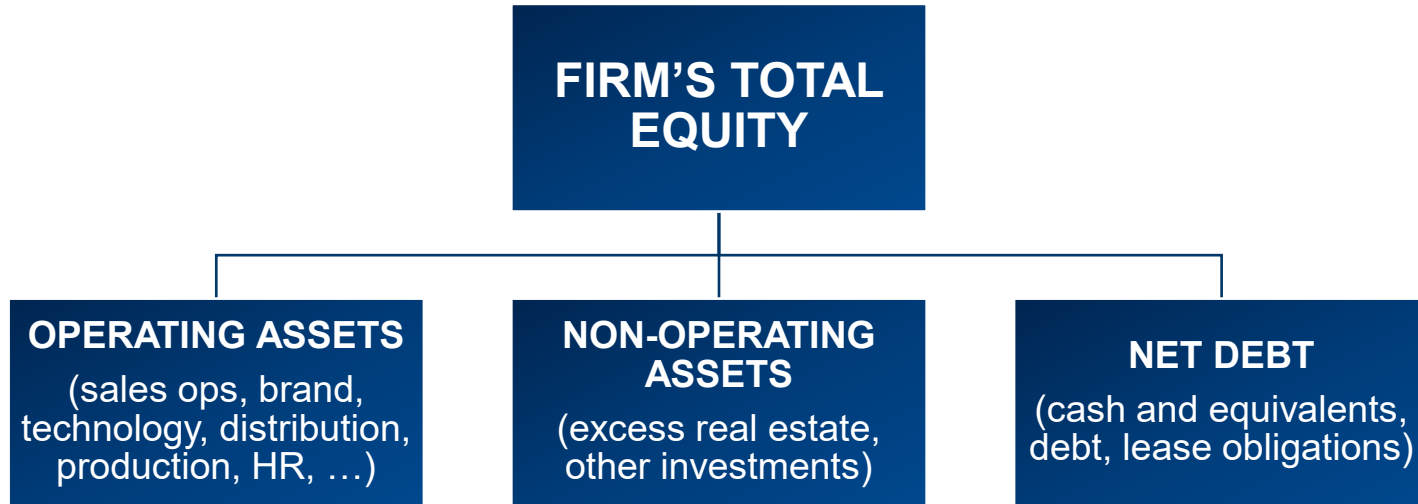 FIRM’S TOTAL
EQUITY
OPERATING ASSETS
(sales ops, brand,
technology, distribution,
production, HR, …)
NON-OPERATING
ASSETS
(excess real estate,
other investments)
NET DEBT
(cash and equivalents,
debt, lease obligations)